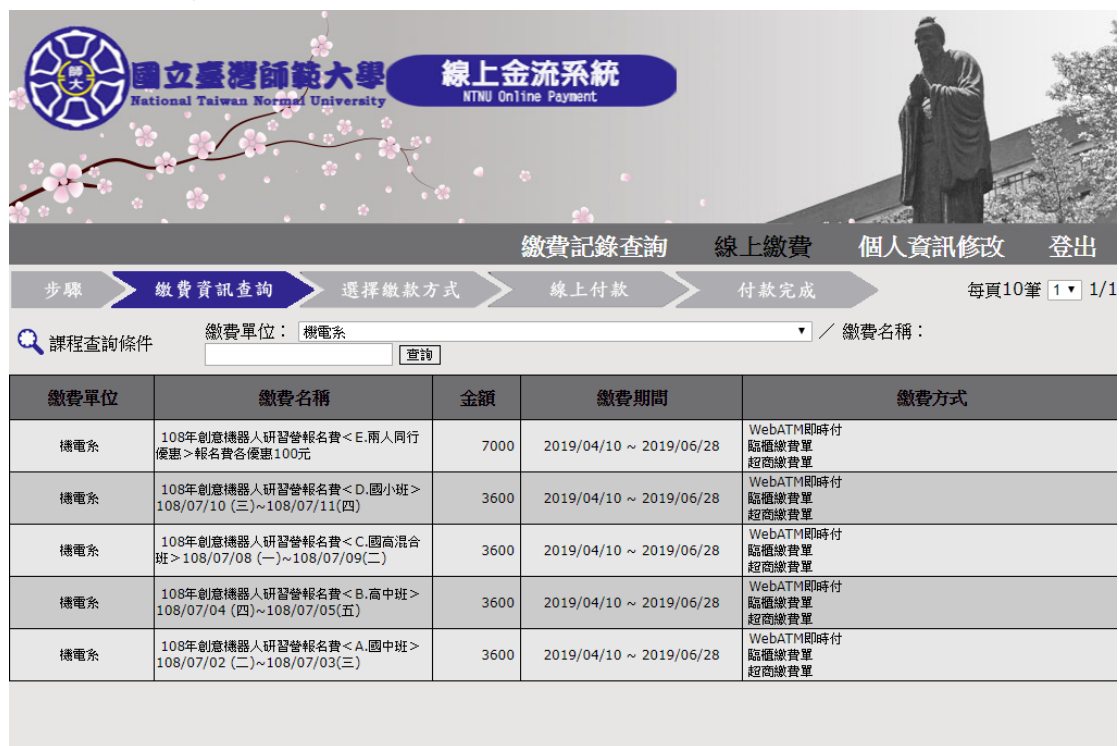 師大
國立臺灣師範大學
National Taiwan Normal University
線上金流系統
NTNU Online Payment
繳費記錄查詢 線上繳費 個人資訊修改 登出
步驟 繳費資訊查詢 選擇繳款方式 線上付款 付款完成 每頁10筆 1 1/1
課程查詢條件 繳費單位： 機電系 ／ 繳費名稱：
查詢
繳費單位 繳費名稱 金額 繳費期間 繳費方式
機電系
108年創意機器人研習營報名費＜E.兩人同行
優惠＞報名費各優惠100元
7000
2019/04/10 ~ 2019/06/28
WebATM即時付
臨櫃繳費單
超商繳費單
機電系
108年創意機器人研習營報名費＜D.國小班＞
108/07/10 (三)~108/07/11(四)
3600
2019/04/10 ~ 2019/06/28
WebATM即時付
臨櫃繳費單
超商繳費單
機電系
108年創意機器人研習營報名費＜C.國高混合
班＞108/07/08 (一)~108/07/09(二)
3600
2019/04/10 ~ 2019/06/28
WebATM即時付
臨櫃繳費單
超商繳費單
機電系
108年創意機器人研習營報名費＜B.高中班＞
108/07/04 (四)~108/07/05(五)
3600
2019/04/10 ~ 2019/06/28
WebATM即時付
臨櫃繳費單
超商繳費單
機電系
108年創意機器人研習營報名費＜A.國中班＞
108/07/02 (二)~108/07/03(三)
3600
2019/04/10 ~ 2019/06/28
WebATM即時付
臨櫃繳費單
超商繳費單